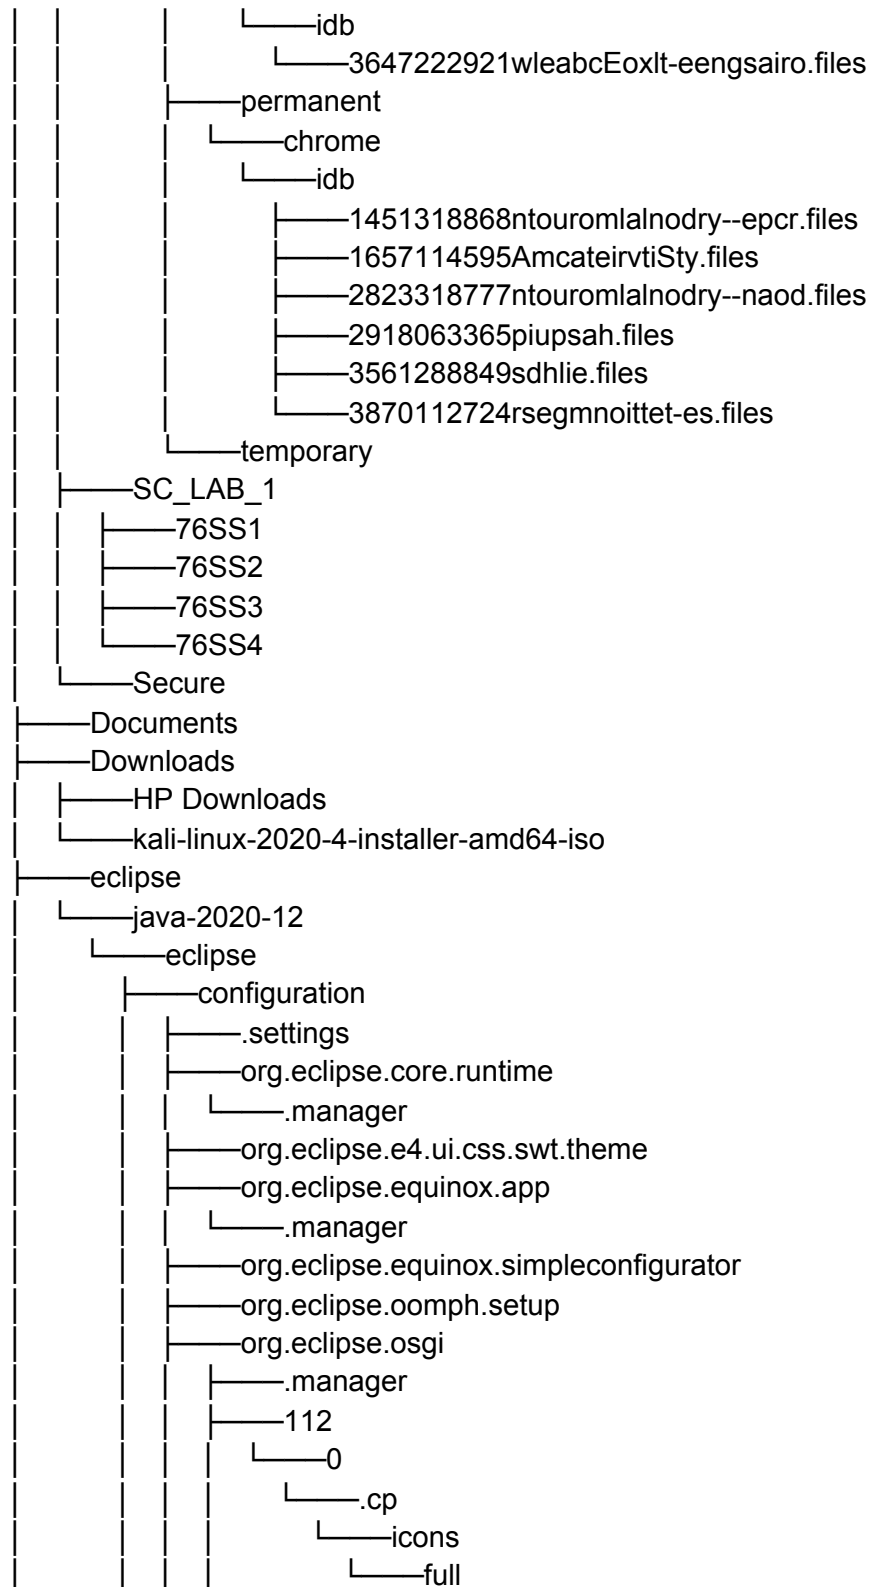 │ │ │ └───idb
│ │ │ └───3647222921wleabcEoxlt-eengsairo.files
│ │ ├───permanent
│ │ │ └───chrome
│ │ │ └───idb
│ │ │ ├───1451318868ntouromlalnodry--epcr.files
│ │ │ ├───1657114595AmcateirvtiSty.files
│ │ │ ├───2823318777ntouromlalnodry--naod.files
│ │ │ ├───2918063365piupsah.files
│ │ │ ├───3561288849sdhlie.files
│ │ │ └───3870112724rsegmnoittet-es.files
│ │ └───temporary
│ ├───SC_LAB_1
│ │ ├───76SS1
│ │ ├───76SS2
│ │ ├───76SS3
│ │ └───76SS4
│ └───Secure
├───Documents
├───Downloads
│ ├───HP Downloads
│ └───kali-linux-2020-4-installer-amd64-iso
├───eclipse
│ └───java-2020-12
│ └───eclipse
│ ├───configuration
│ │ ├───.settings
│ │ ├───org.eclipse.core.runtime
│ │ │ └───.manager
│ │ ├───org.eclipse.e4.ui.css.swt.theme
│ │ ├───org.eclipse.equinox.app
│ │ │ └───.manager
│ │ ├───org.eclipse.equinox.simpleconfigurator
│ │ ├───org.eclipse.oomph.setup
│ │ ├───org.eclipse.osgi
│ │ │ ├───.manager
│ │ │ ├───112
│ │ │ │ └───0
│ │ │ │ └───.cp
│ │ │ │ └───icons
│ │ │ │ └───full